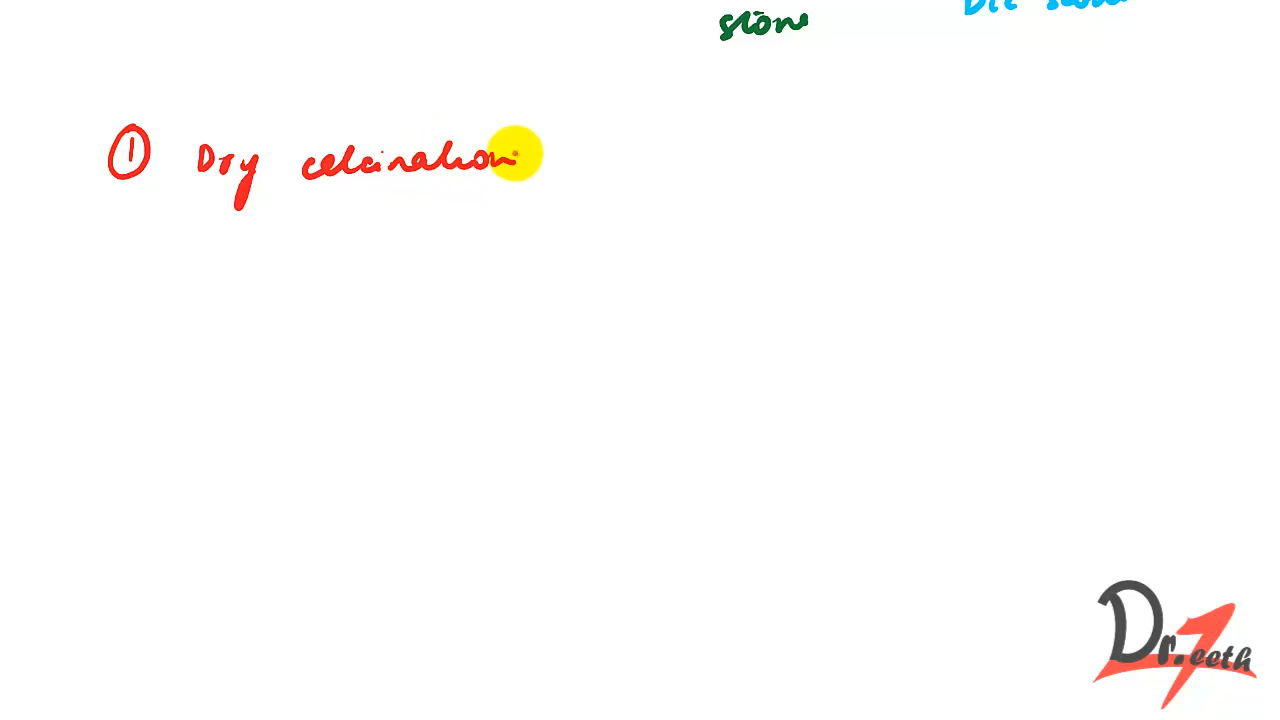 stone
① Dry calcination
Dr.Teeth